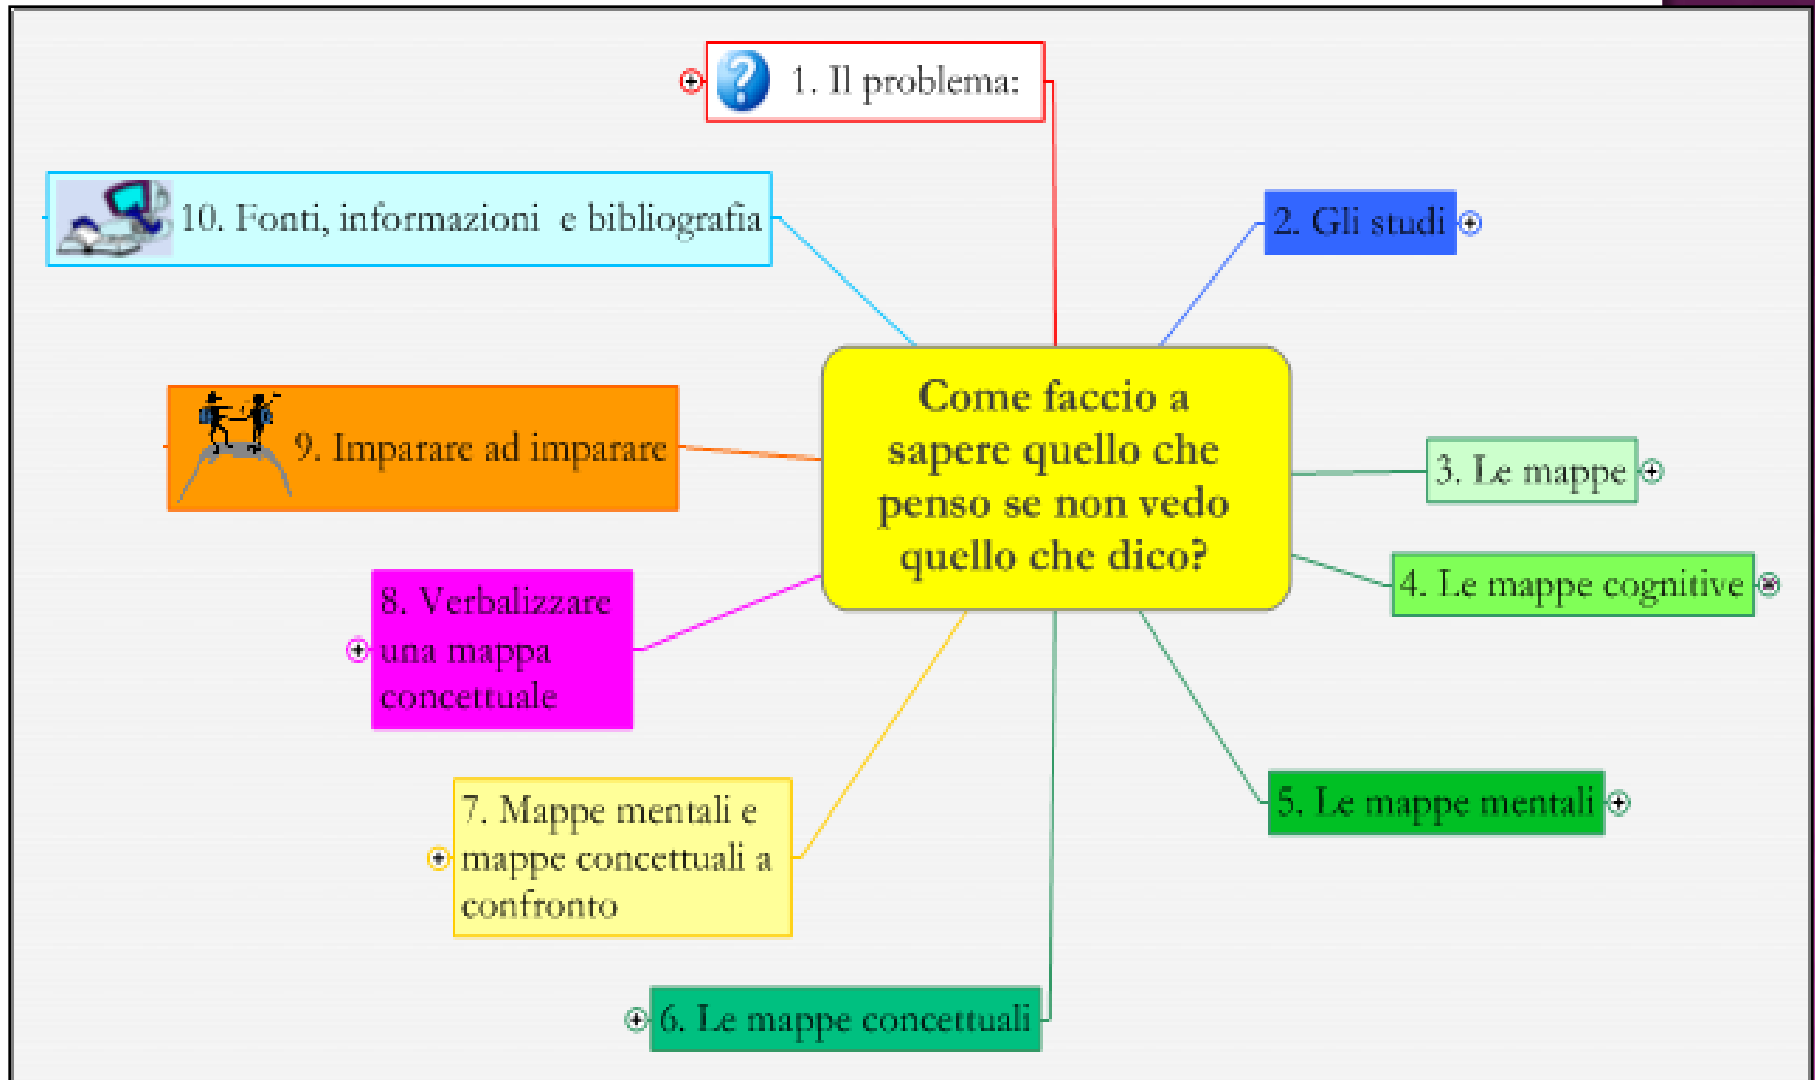 1. Il problema:
2. Gli studi
3. Le mappe
4. Le mappe cognitive
5. Le mappe mentali
6. Le mappe concettuali
7. Mappe mentali e
mappe concettuali a
confronto
8. Verbalizzare
una mappa
concettuale
9. Imparare ad imparare
10. Fonti, informazioni e bibliografia
Come faccio a
sapere quello che
penso se non vedo
quello che dico?